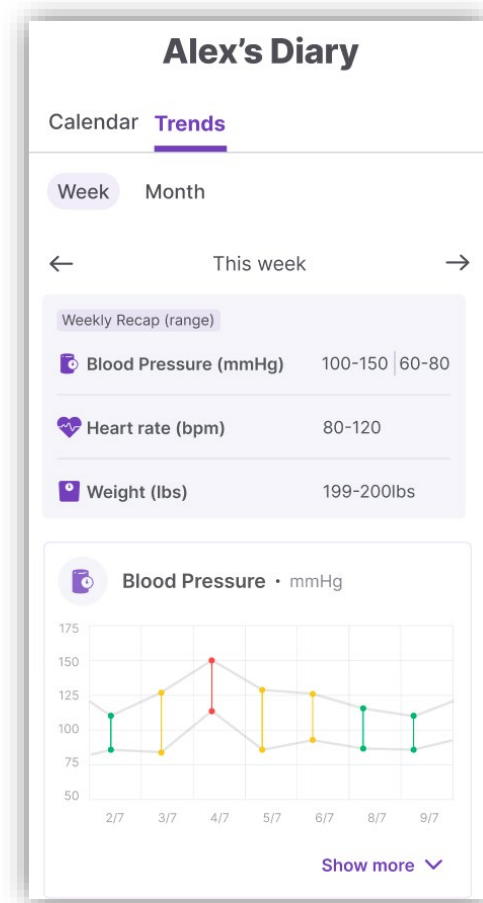 Alex's Diary
Calendar Trends
Week Month
← This week →
Weekly Recap (range)
Blood Pressure (mmHg) 100-150 | 60-80
Heart rate (bpm) 80-120
Weight (lbs) 199-200lbs
Blood Pressure • mmHg
175
150
125
100
75
50
2/7 3/7 4/7 5/7 6/7 8/7 9/7
Show more